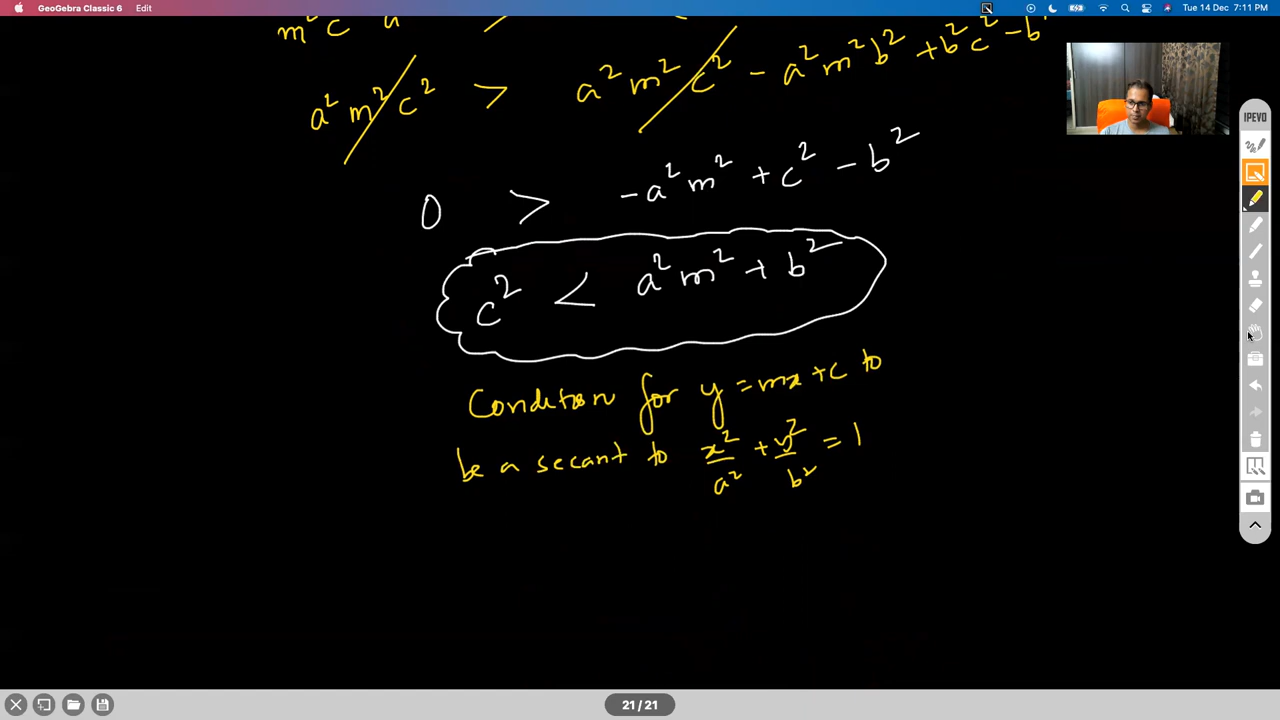 GeoGebra Classic 6 Edit Tue 14 Dec 7:11 PM
m²c a
a²m²c² > a²m²c² - a²m²b² + b²c² - b
IPEVO
0 > -a²m² + c² - b²
c² < a²m² + b²
Condition for y = mx + c to
be a secant to x²/a² + y²/b² = 1
21 / 21